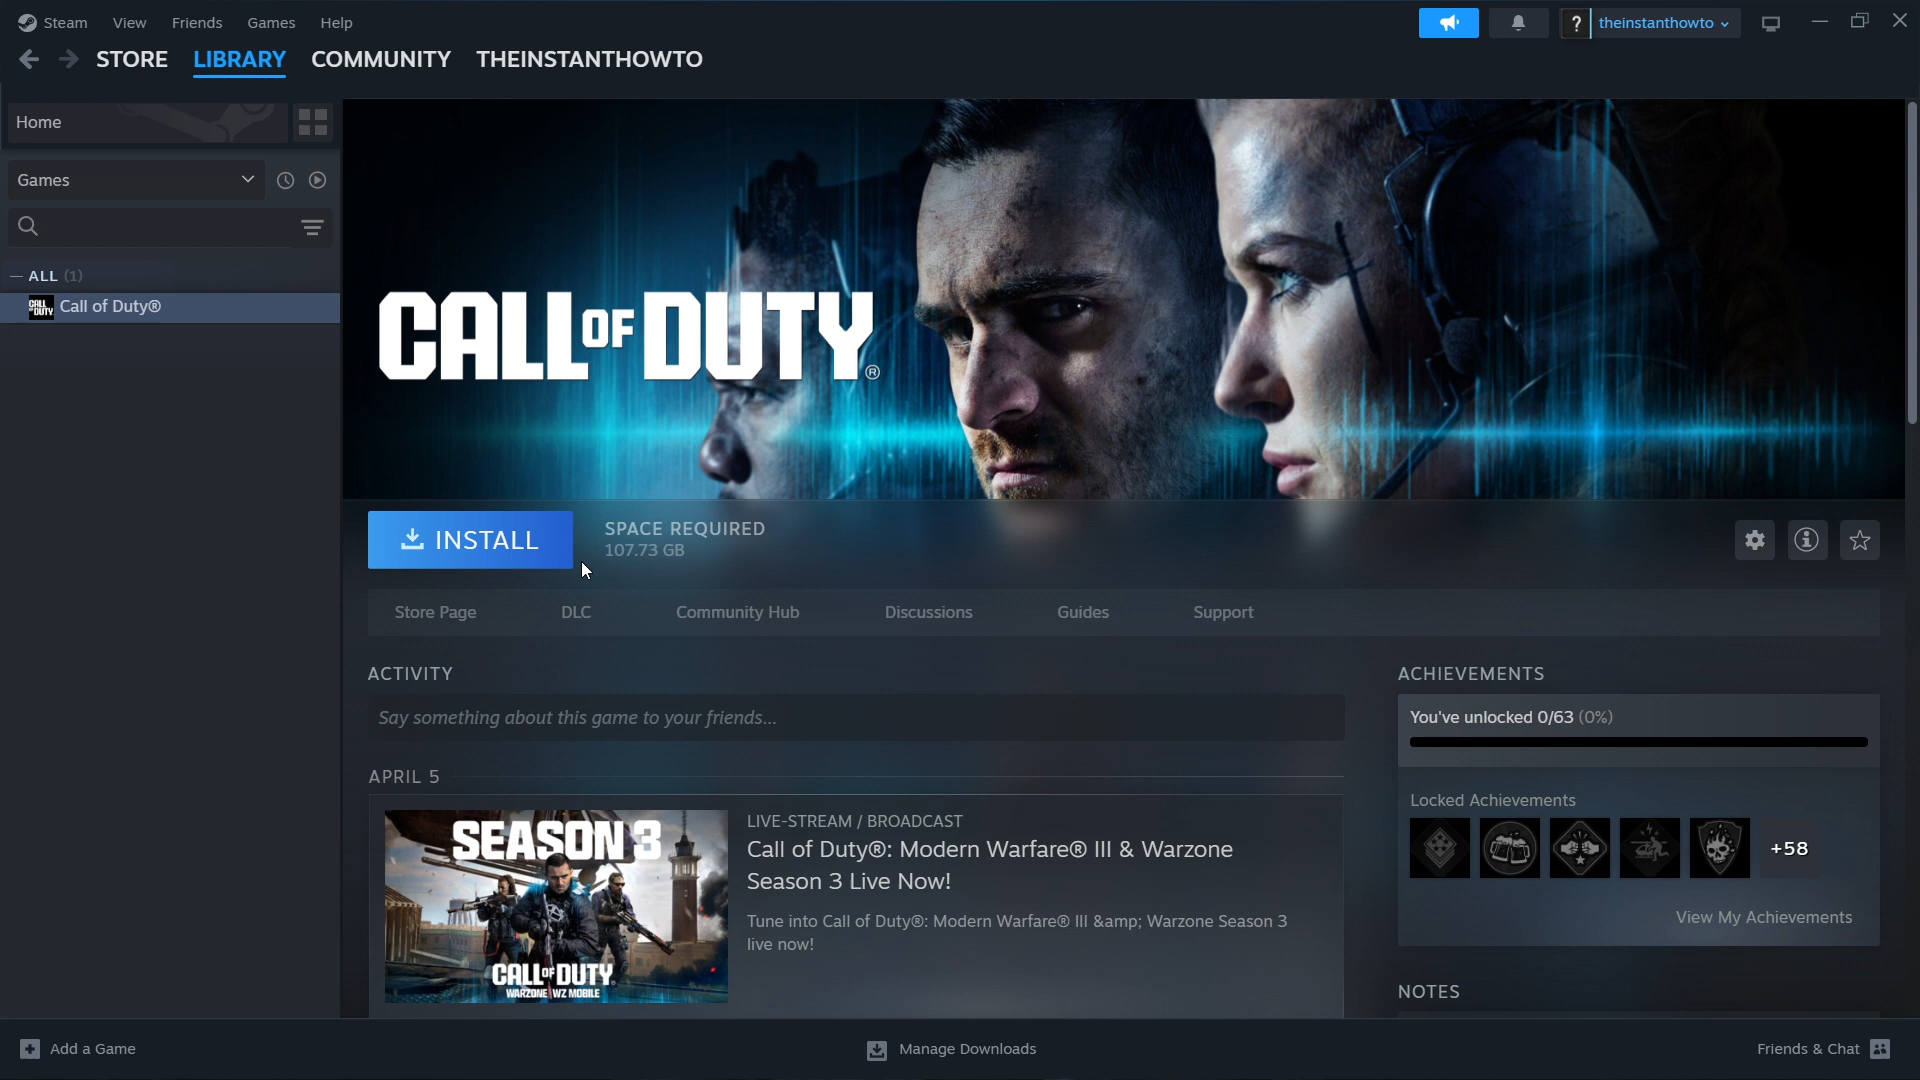 Steam View Friends Games Help
? theinstanthowto
STORE LIBRARY COMMUNITY THEINSTANTHOWTO
Home
Games
— ALL (1)
CALL OF DUTY Call of Duty®
CALL OF DUTY®
INSTALL
SPACE REQUIRED
107.73 GB
Store Page DLC Community Hub Discussions Guides Support
ACTIVITY
Say something about this game to your friends...
APRIL 5
SEASON 3
CALL OF DUTY
WARZONE WZ MOBILE
LIVE-STREAM / BROADCAST
Call of Duty®: Modern Warfare® III & Warzone
Season 3 Live Now!
Tune into Call of Duty®: Modern Warfare® III &amp; Warzone Season 3
live now!
ACHIEVEMENTS
You've unlocked 0/63 (0%)
Locked Achievements
+58
View My Achievements
NOTES
Add a Game
Manage Downloads
Friends & Chat